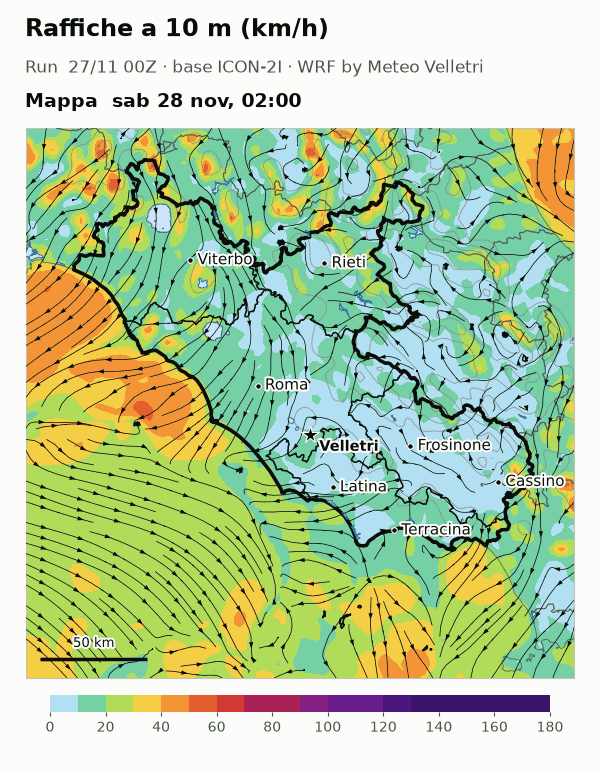 Raffiche a 10 m (km/h)
Run 27/11 00Z · base ICON-2I · WRF by Meteo Velletri
Mappa sab 28 nov, 02:00
Viterbo
Rieti
Roma
Velletri
Frosinone
Cassino
Latina
Terracina
50 km
0 20 40 60 80 100 120 140 160 180